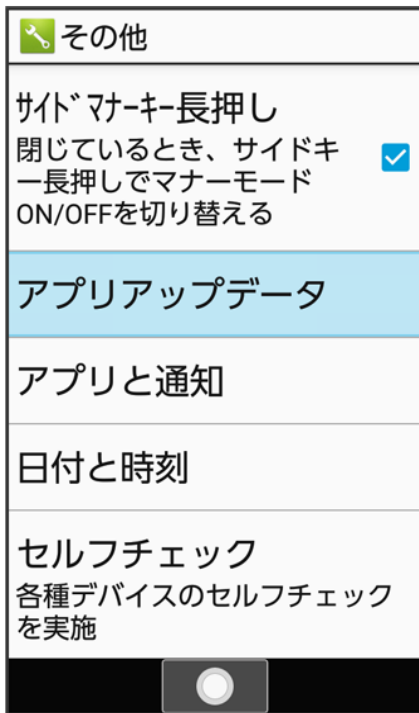 その他
ｻｲﾄﾞﾏﾅｰｷｰ長押し
閉じているとき、サイドキ
ー長押しでマナーモード
ON/OFFを切り替える
アプリアップデータ
アプリと通知
日付と時刻
セルフチェック
各種デバイスのセルフチェック
を実施